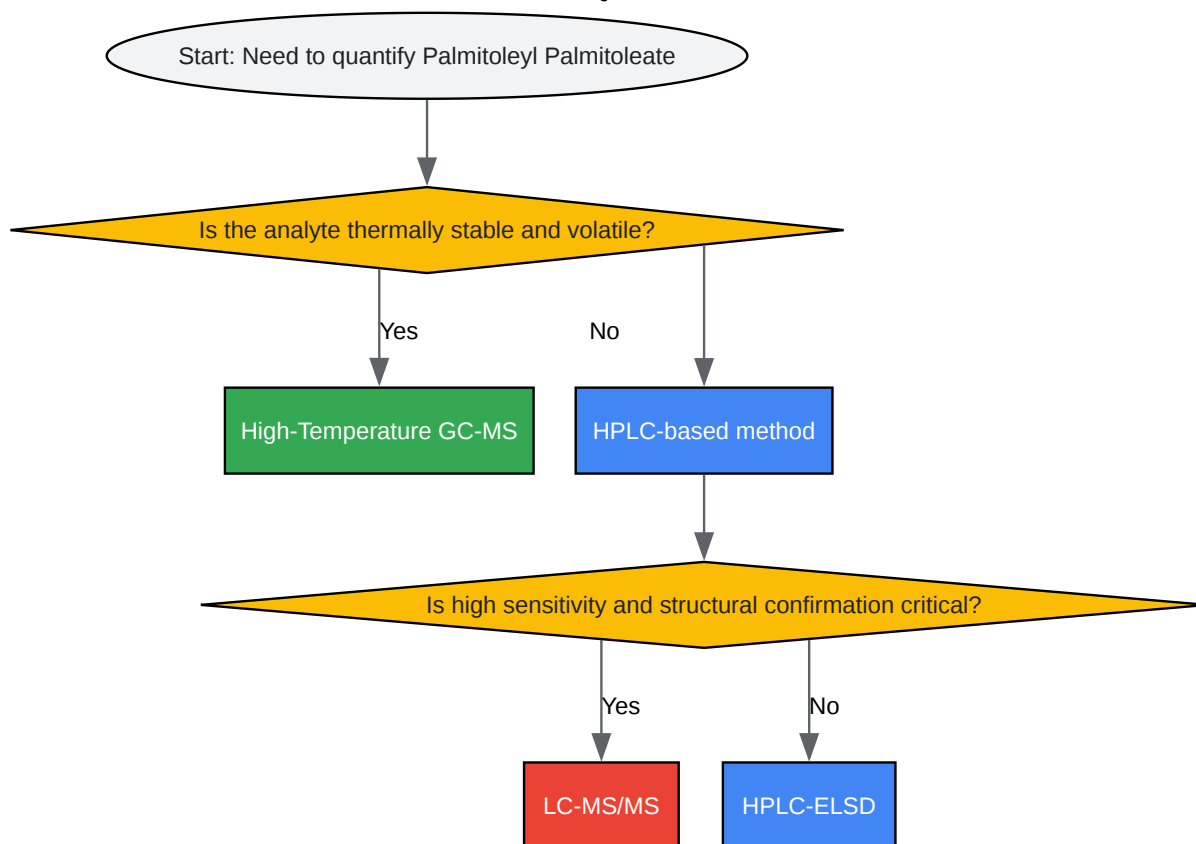 Start: Need to quantify Palmitoleyl Palmitoleate
Is the analyte thermally stable and volatile?
Yes
No
High-Temperature GC-MS
HPLC-based method
Is high sensitivity and structural confirmation critical?
Yes
No
LC-MS/MS
HPLC-ELSD